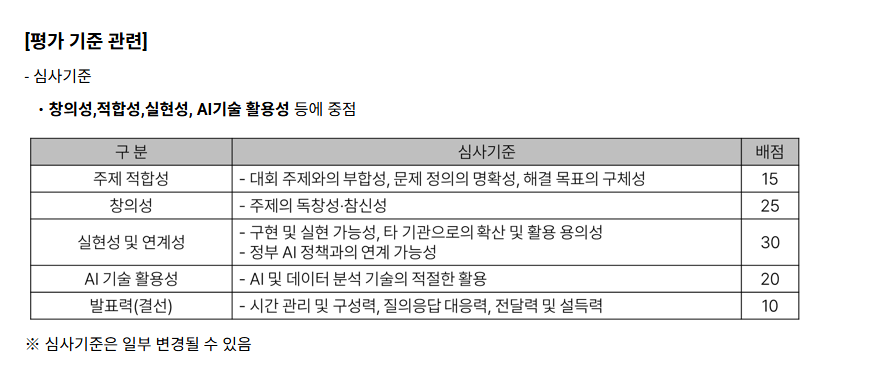 [평가 기준 관련]
- 심사기준
• 창의성,적합성,실현성, AI기술 활용성 등에 중점
구 분 심사기준 배점
주제 적합성 - 대회 주제와의 부합성, 문제 정의의 명확성, 해결 목표의 구체성 15
창의성 - 주제의 독창성·참신성 25
실현성 및 연계성 - 구현 및 실현 가능성, 타 기관으로의 확산 및 활용 용의성
- 정부 AI 정책과의 연계 가능성 30
AI 기술 활용성 - AI 및 데이터 분석 기술의 적절한 활용 20
발표력(결선) - 시간 관리 및 구성력, 질의응답 대응력, 전달력 및 설득력 10
※ 심사기준은 일부 변경될 수 있음